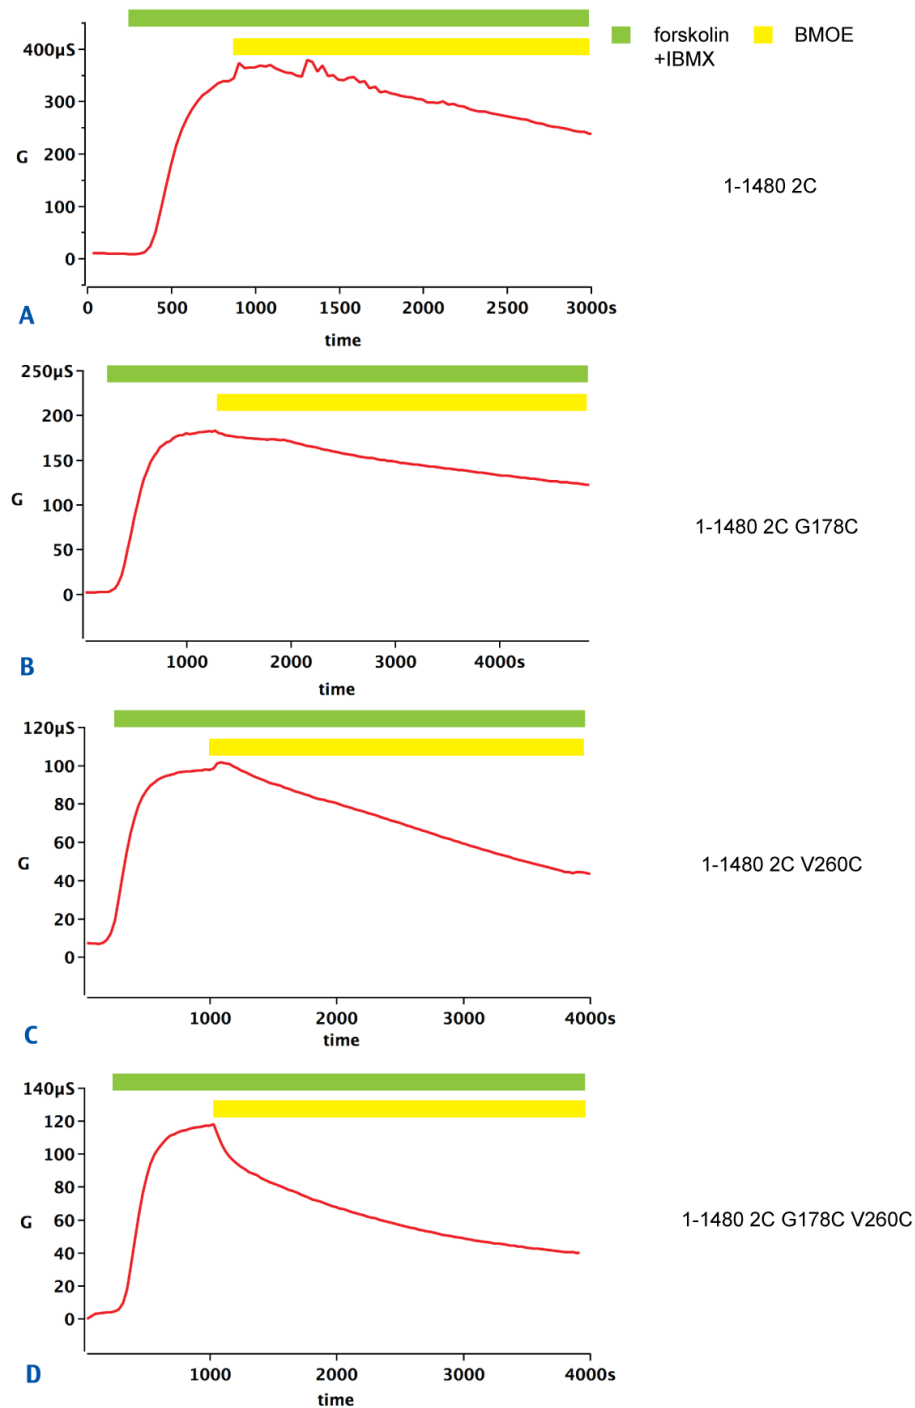 forskolin
+IBMX
BMOE
400µS
300
200
100
0
G
0 500 1000 1500 2000 2500 3000s
time
1-1480 2C
A
250µS
200
150
100
50
0
G
1000 2000 3000 4000s
time
1-1480 2C G178C
B
120µS
100
80
60
40
20
0
G
1000 2000 3000 4000s
time
1-1480 2C V260C
C
140µS
120
100
80
60
40
20
0
G
1000 2000 3000 4000s
time
1-1480 2C G178C V260C
D